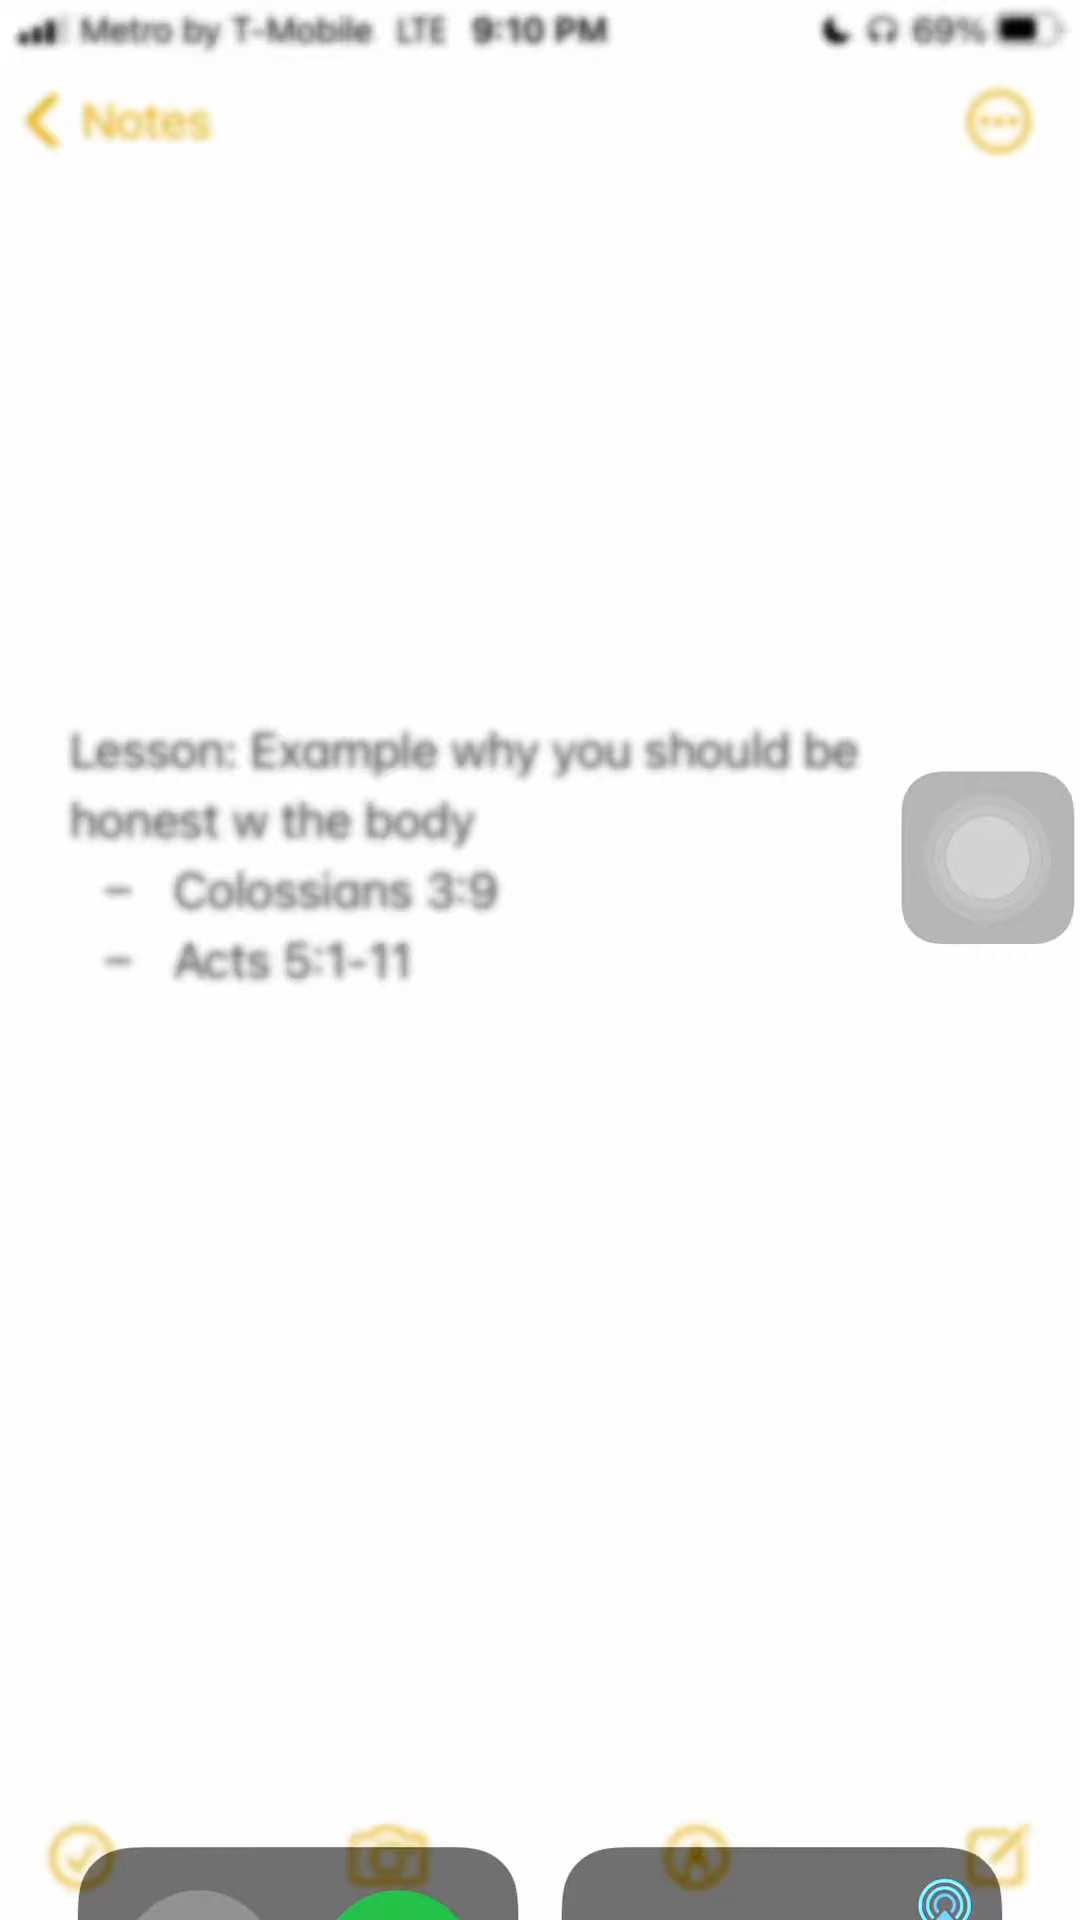 Metro by T-Mobile LTE 9:10 PM 69%
Notes
Lesson: Example why you should be
honest w the body
– Colossians 3:9
– Acts 5:1-11